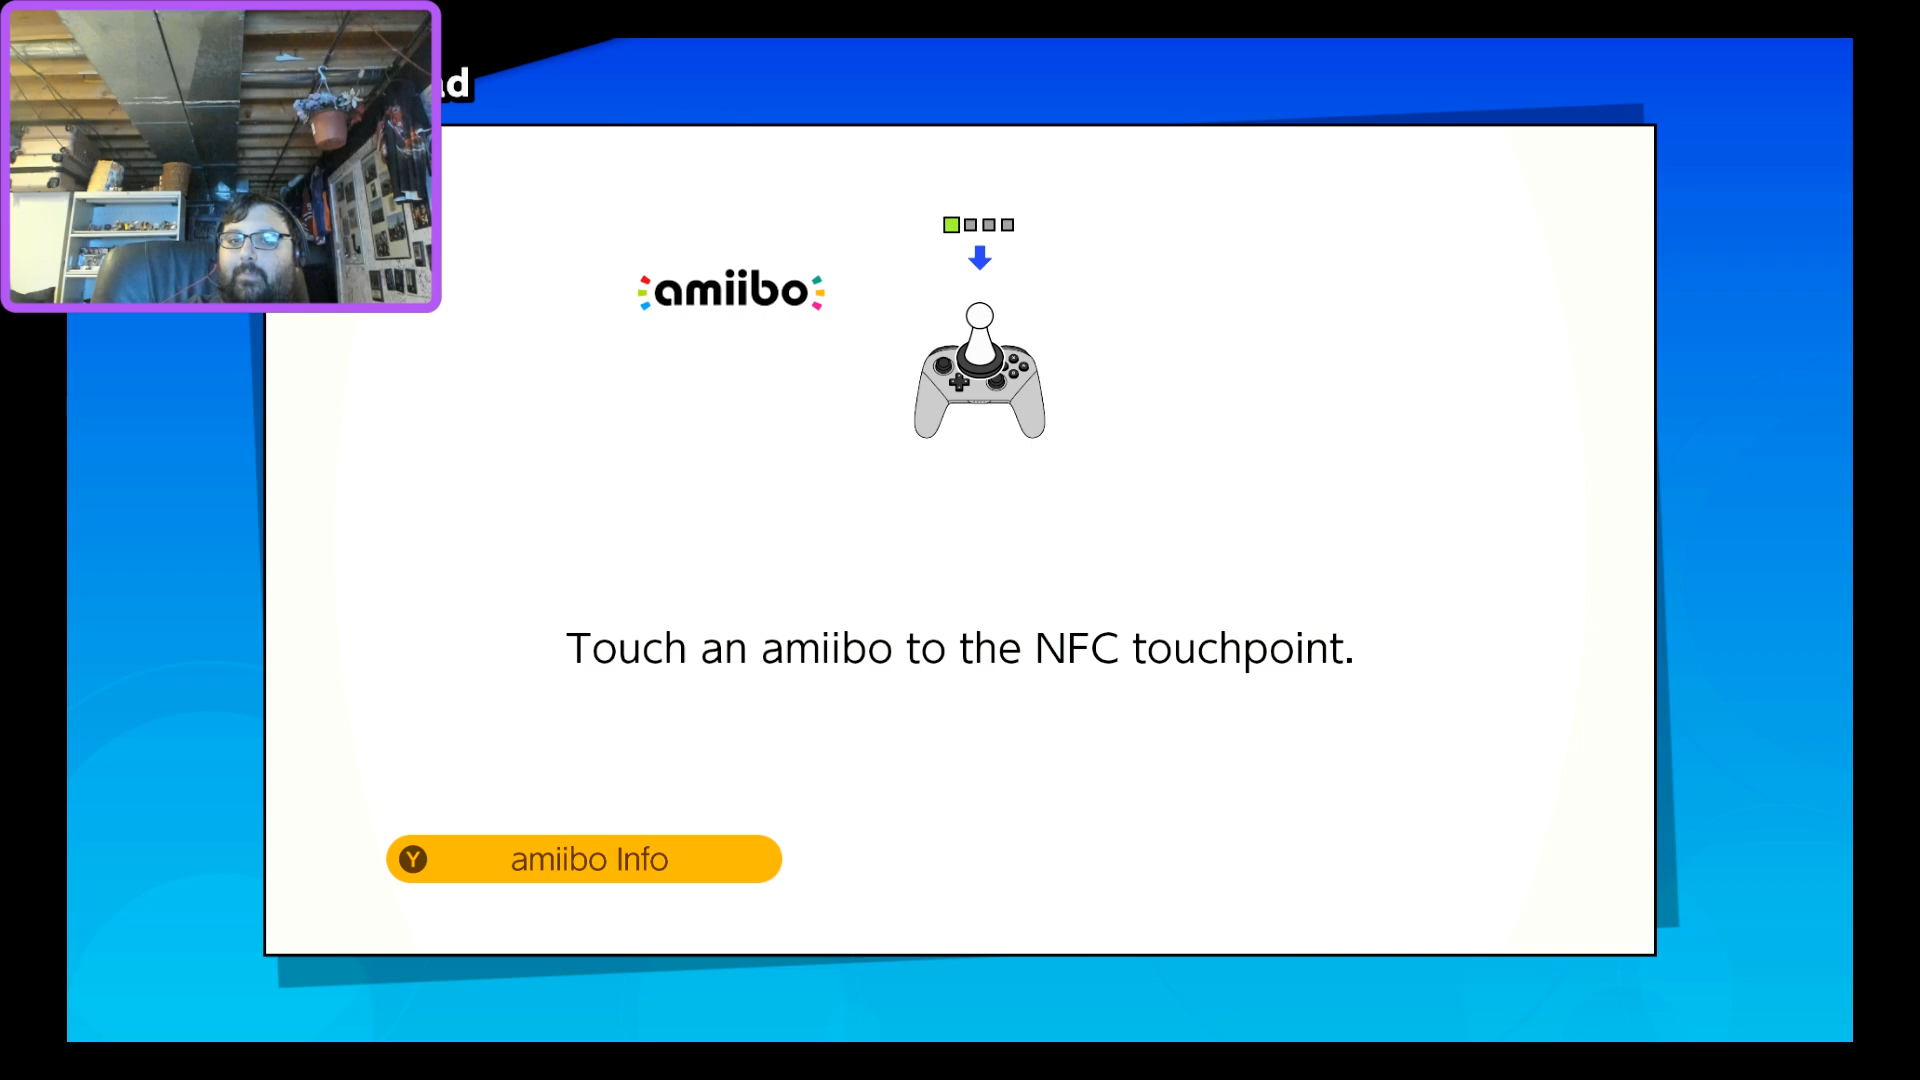 amiibo
Touch an amiibo to the NFC touchpoint.
Y amiibo Info